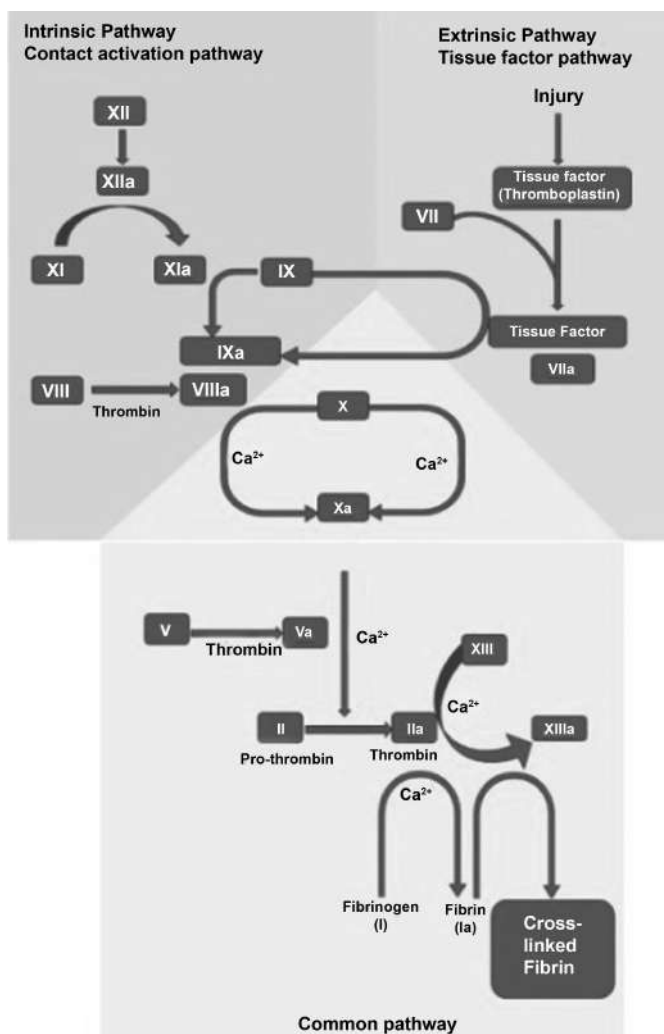 Intrinsic Pathway
Contact activation pathway
Extrinsic Pathway
Tissue factor pathway
Injury
XII
XIIa
XI
XIa
Tissue factor
(Thromboplastin)
VII
IX
IXa
Tissue Factor
VIIa
VIII
Thrombin
VIIIa
X
Ca²⁺
Ca²⁺
Xa
V
Thrombin
Va
Ca²⁺
XIII
Ca²⁺
XIIIa
II
IIa
Pro-thrombin
Thrombin
Ca²⁺
Fibrinogen
(I)
Fibrin
(Ia)
Cross-
linked
Fibrin
Common pathway